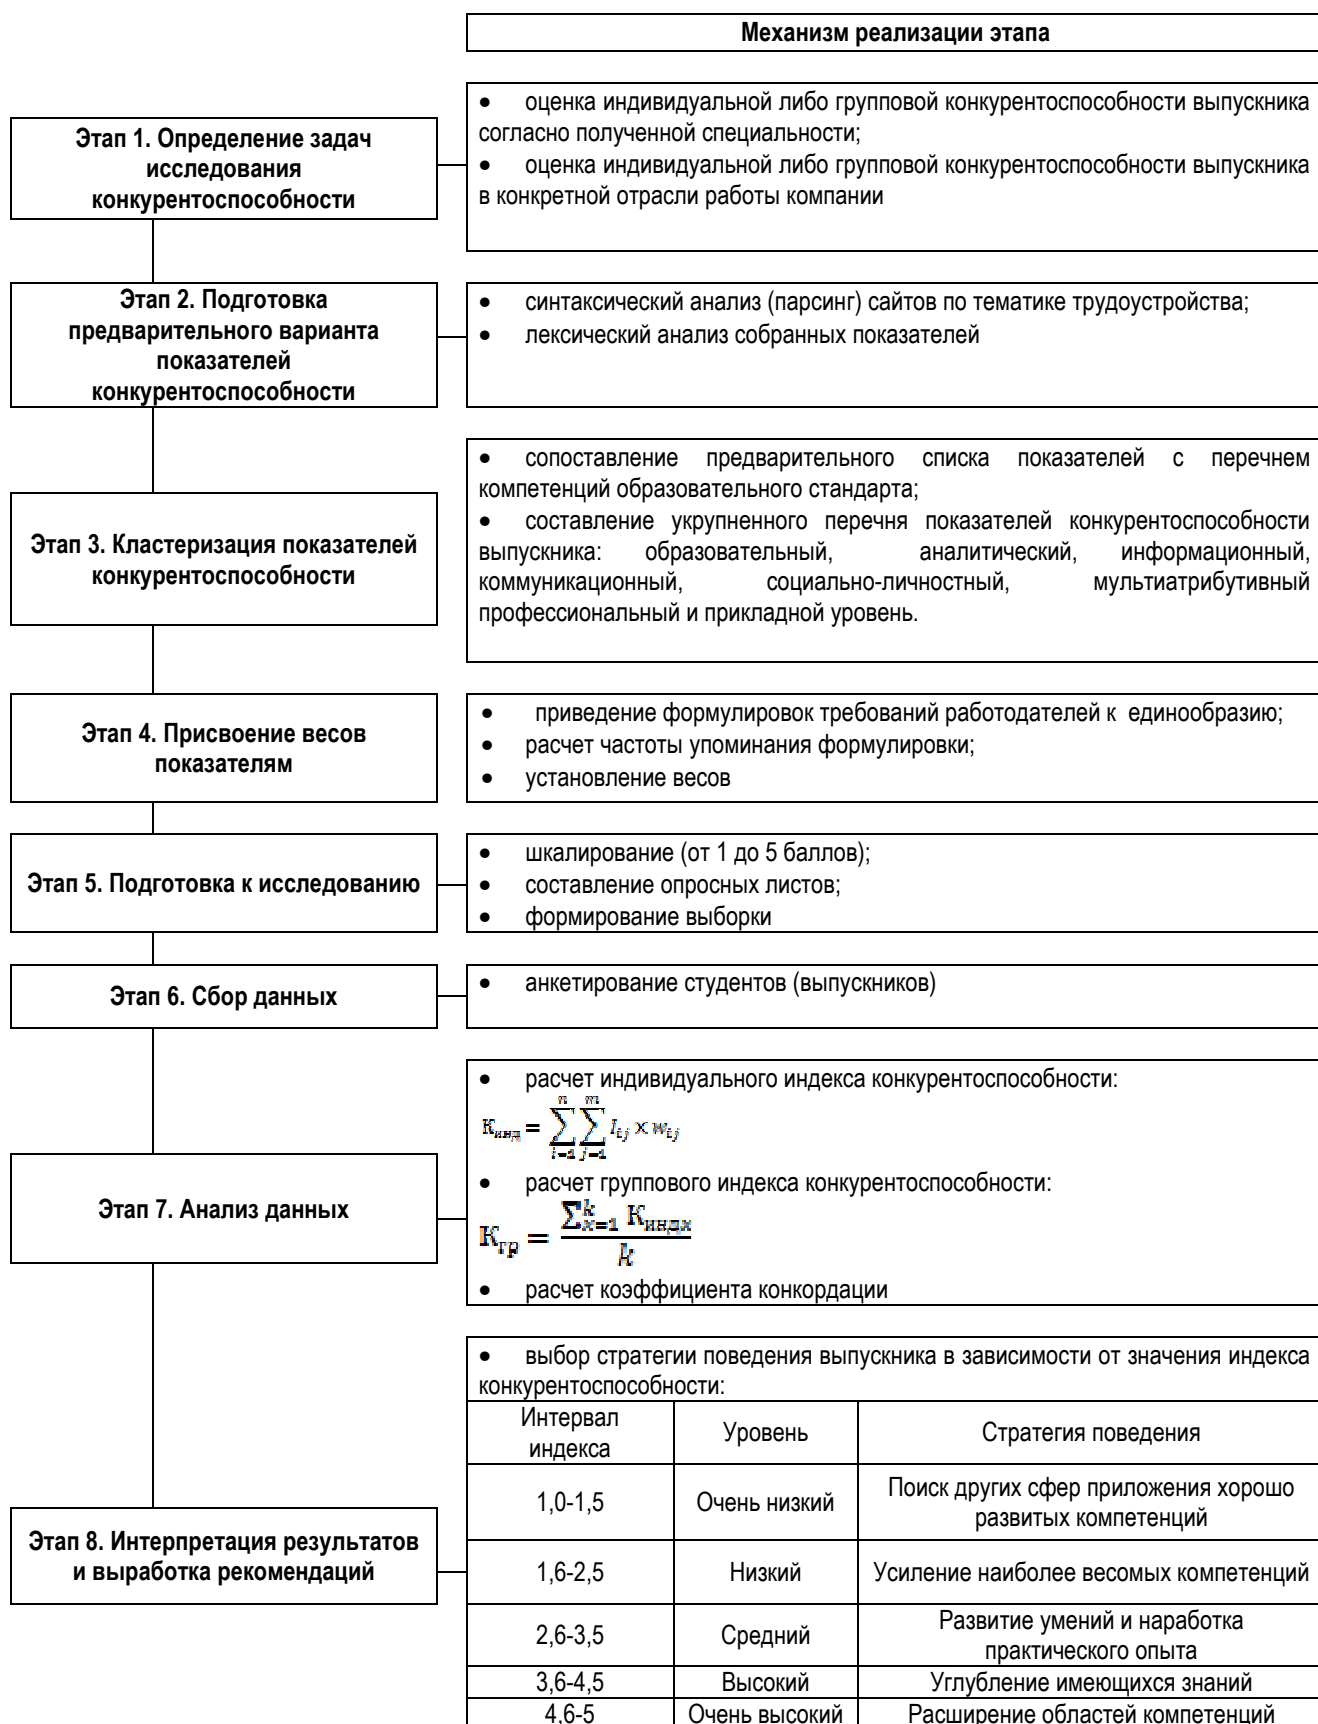 Механизм реализации этапа
Этап 1. Определение задач
исследования
конкурентоспособности
• оценка индивидуальной либо групповой конкурентоспособности выпускника
согласно полученной специальности;
• оценка индивидуальной либо групповой конкурентоспособности выпускника
в конкретной отрасли работы компании
Этап 2. Подготовка
предварительного варианта
показателей
конкурентоспособности
• синтаксический анализ (парсинг) сайтов по тематике трудоустройства;
• лексический анализ собранных показателей
Этап 3. Кластеризация показателей
конкурентоспособности
• сопоставление предварительного списка показателей с перечнем
компетенций образовательного стандарта;
• составление укрупненного перечня показателей конкурентоспособности
выпускника: образовательный, аналитический, информационный,
коммуникационный, социально-личностный, мультиатрибутивный
профессиональный и прикладной уровень.
Этап 4. Присвоение весов
показателям
• приведение формулировок требований работодателей к единообразию;
• расчет частоты упоминания формулировки;
• установление весов
Этап 5. Подготовка к исследованию
• шкалирование (от 1 до 5 баллов);
• составление опросных листов;
• формирование выборки
Этап 6. Сбор данных
• анкетирование студентов (выпускников)
Этап 7. Анализ данных
• расчет индивидуального индекса конкурентоспособности:
K_инд = ∑_{i=1}^{n} ∑_{j=1}^{m} I_{ij} × w_{ij}
• расчет группового индекса конкурентоспособности:
K_гр = (∑_{x=1}^{k} K_{индx}) / k
• расчет коэффициента конкордации
Этап 8. Интерпретация результатов
и выработка рекомендаций
• выбор стратегии поведения выпускника в зависимости от значения индекса
конкурентоспособности:
Интервал
индекса
Уровень
Стратегия поведения
1,0-1,5
Очень низкий
Поиск других сфер приложения хорошо
развитых компетенций
1,6-2,5
Низкий
Усиление наиболее весомых компетенций
2,6-3,5
Средний
Развитие умений и наработка
практического опыта
3,6-4,5
Высокий
Углубление имеющихся знаний
4,6-5
Очень высокий
Расширение областей компетенций